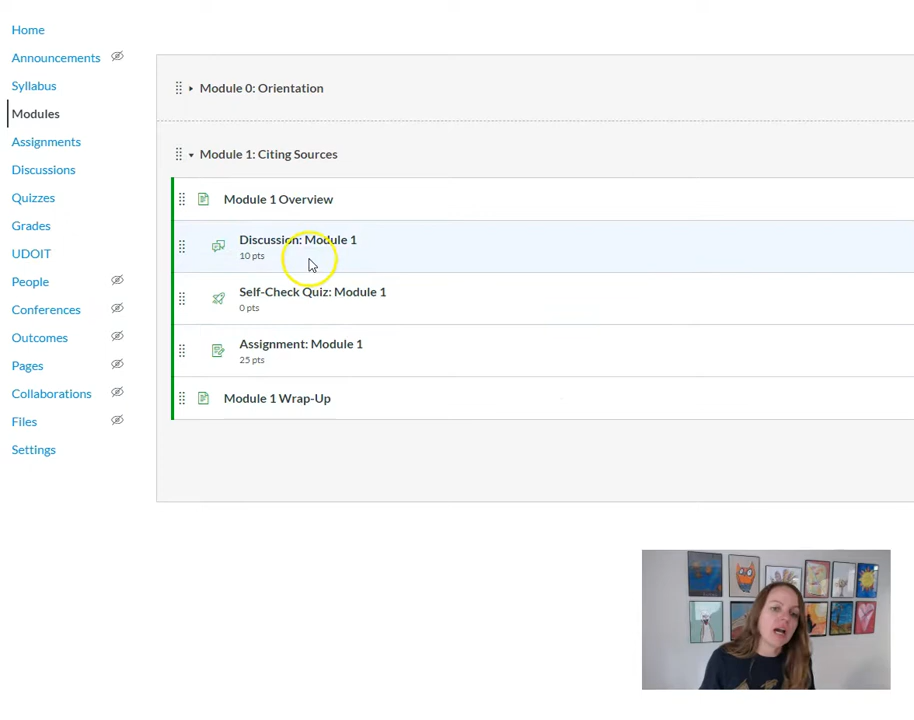 Home
Announcements
Syllabus
Modules
Assignments
Discussions
Quizzes
Grades
UDOIT
People
Conferences
Outcomes
Pages
Collaborations
Files
Settings
Module 0: Orientation
Module 1: Citing Sources
Module 1 Overview
Discussion: Module 1
10 pts
Self-Check Quiz: Module 1
0 pts
Assignment: Module 1
25 pts
Module 1 Wrap-Up